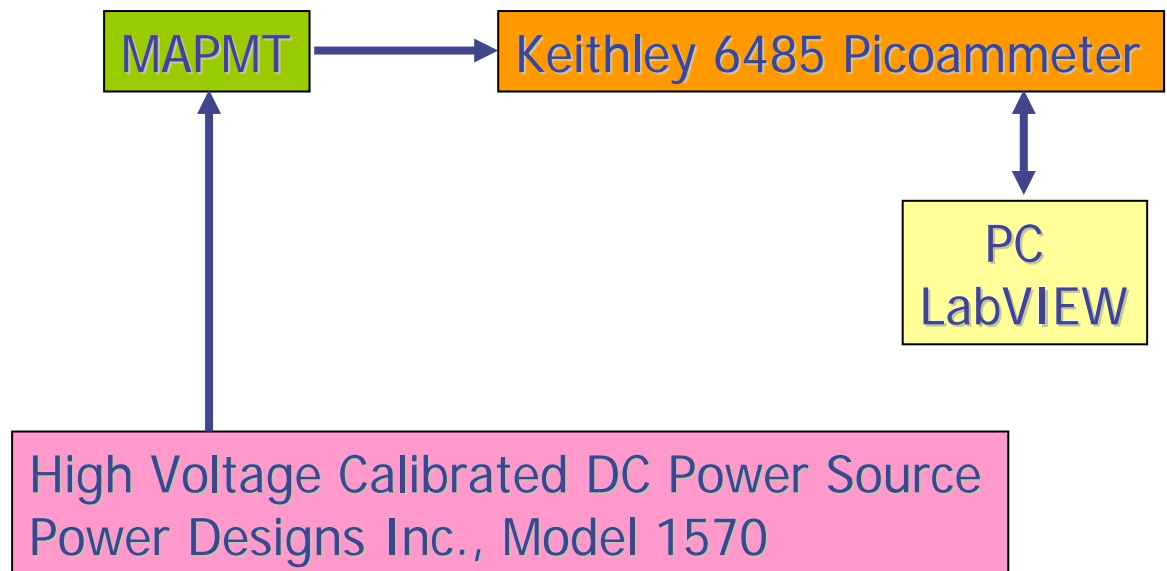 MAPMT
Keithley 6485 Picoammeter
PC
LabVIEW
High Voltage Calibrated DC Power Source
Power Designs Inc., Model 1570